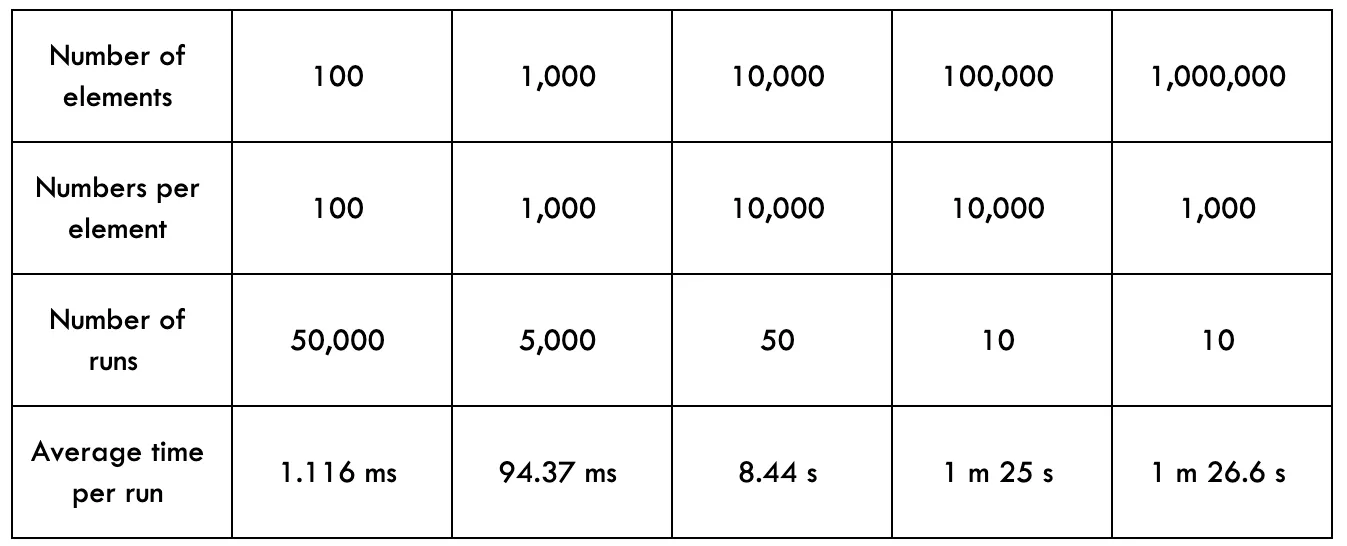 Number of
elements
100
1,000
10,000
100,000
1,000,000
Numbers per
element
100
1,000
10,000
10,000
1,000
Number of
runs
50,000
5,000
50
10
10
Average time
per run
1.116 ms
94.37 ms
8.44 s
1 m 25 s
1 m 26.6 s